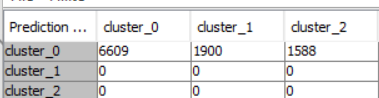 Prediction ... cluster_0 cluster_1 cluster_2
cluster_0 6609 1900 1588
cluster_1 0 0 0
cluster_2 0 0 0